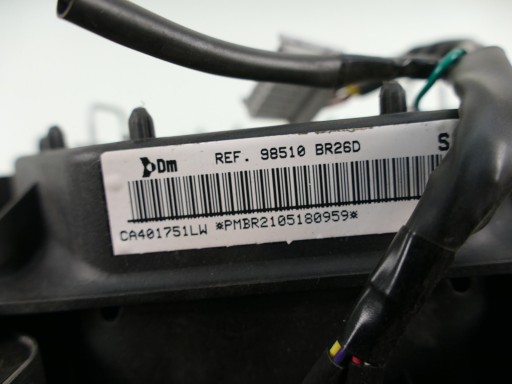 Dm REF. 98510 BR26D S
CA401751LW *PMBR2105180959*